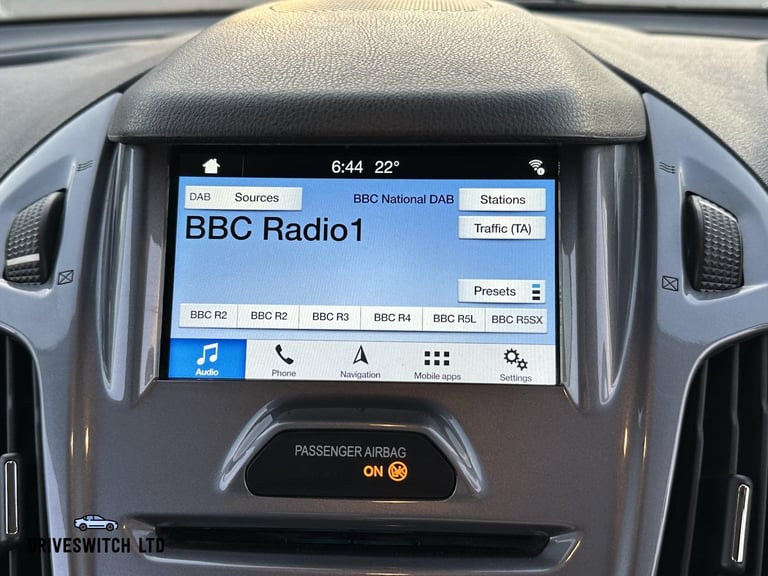 6:44 22°
DAB Sources
BBC National DAB
Stations
BBC Radio1
Traffic (TA)
Presets
BBC R2 BBC R2 BBC R3 BBC R4 BBC R5L BBC R5SX
Audio Phone Navigation Mobile apps Settings
PASSENGER AIRBAG
ON
DRIVESWITCH LTD